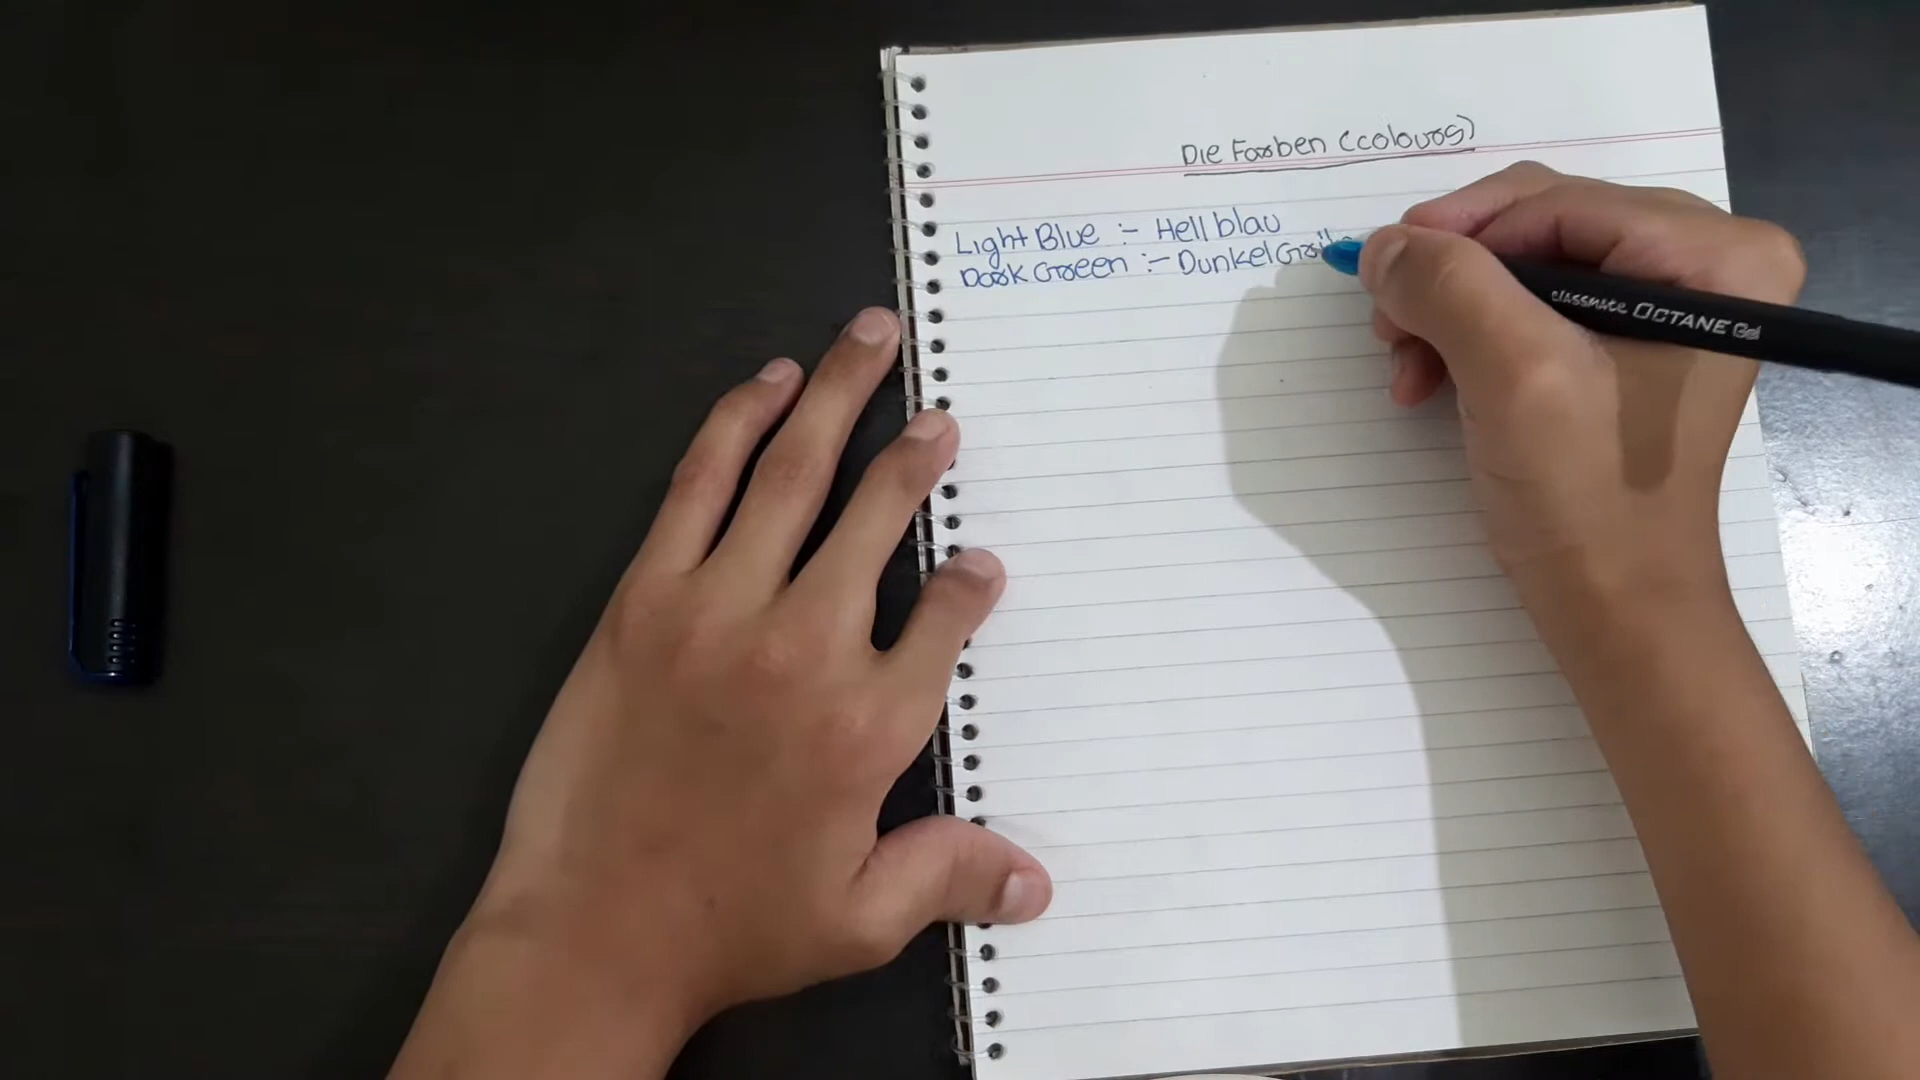 Die Farben (colours)
Light Blue :- Hell blau
Dark Green :- Dunkel
classmate OCTANE Gel